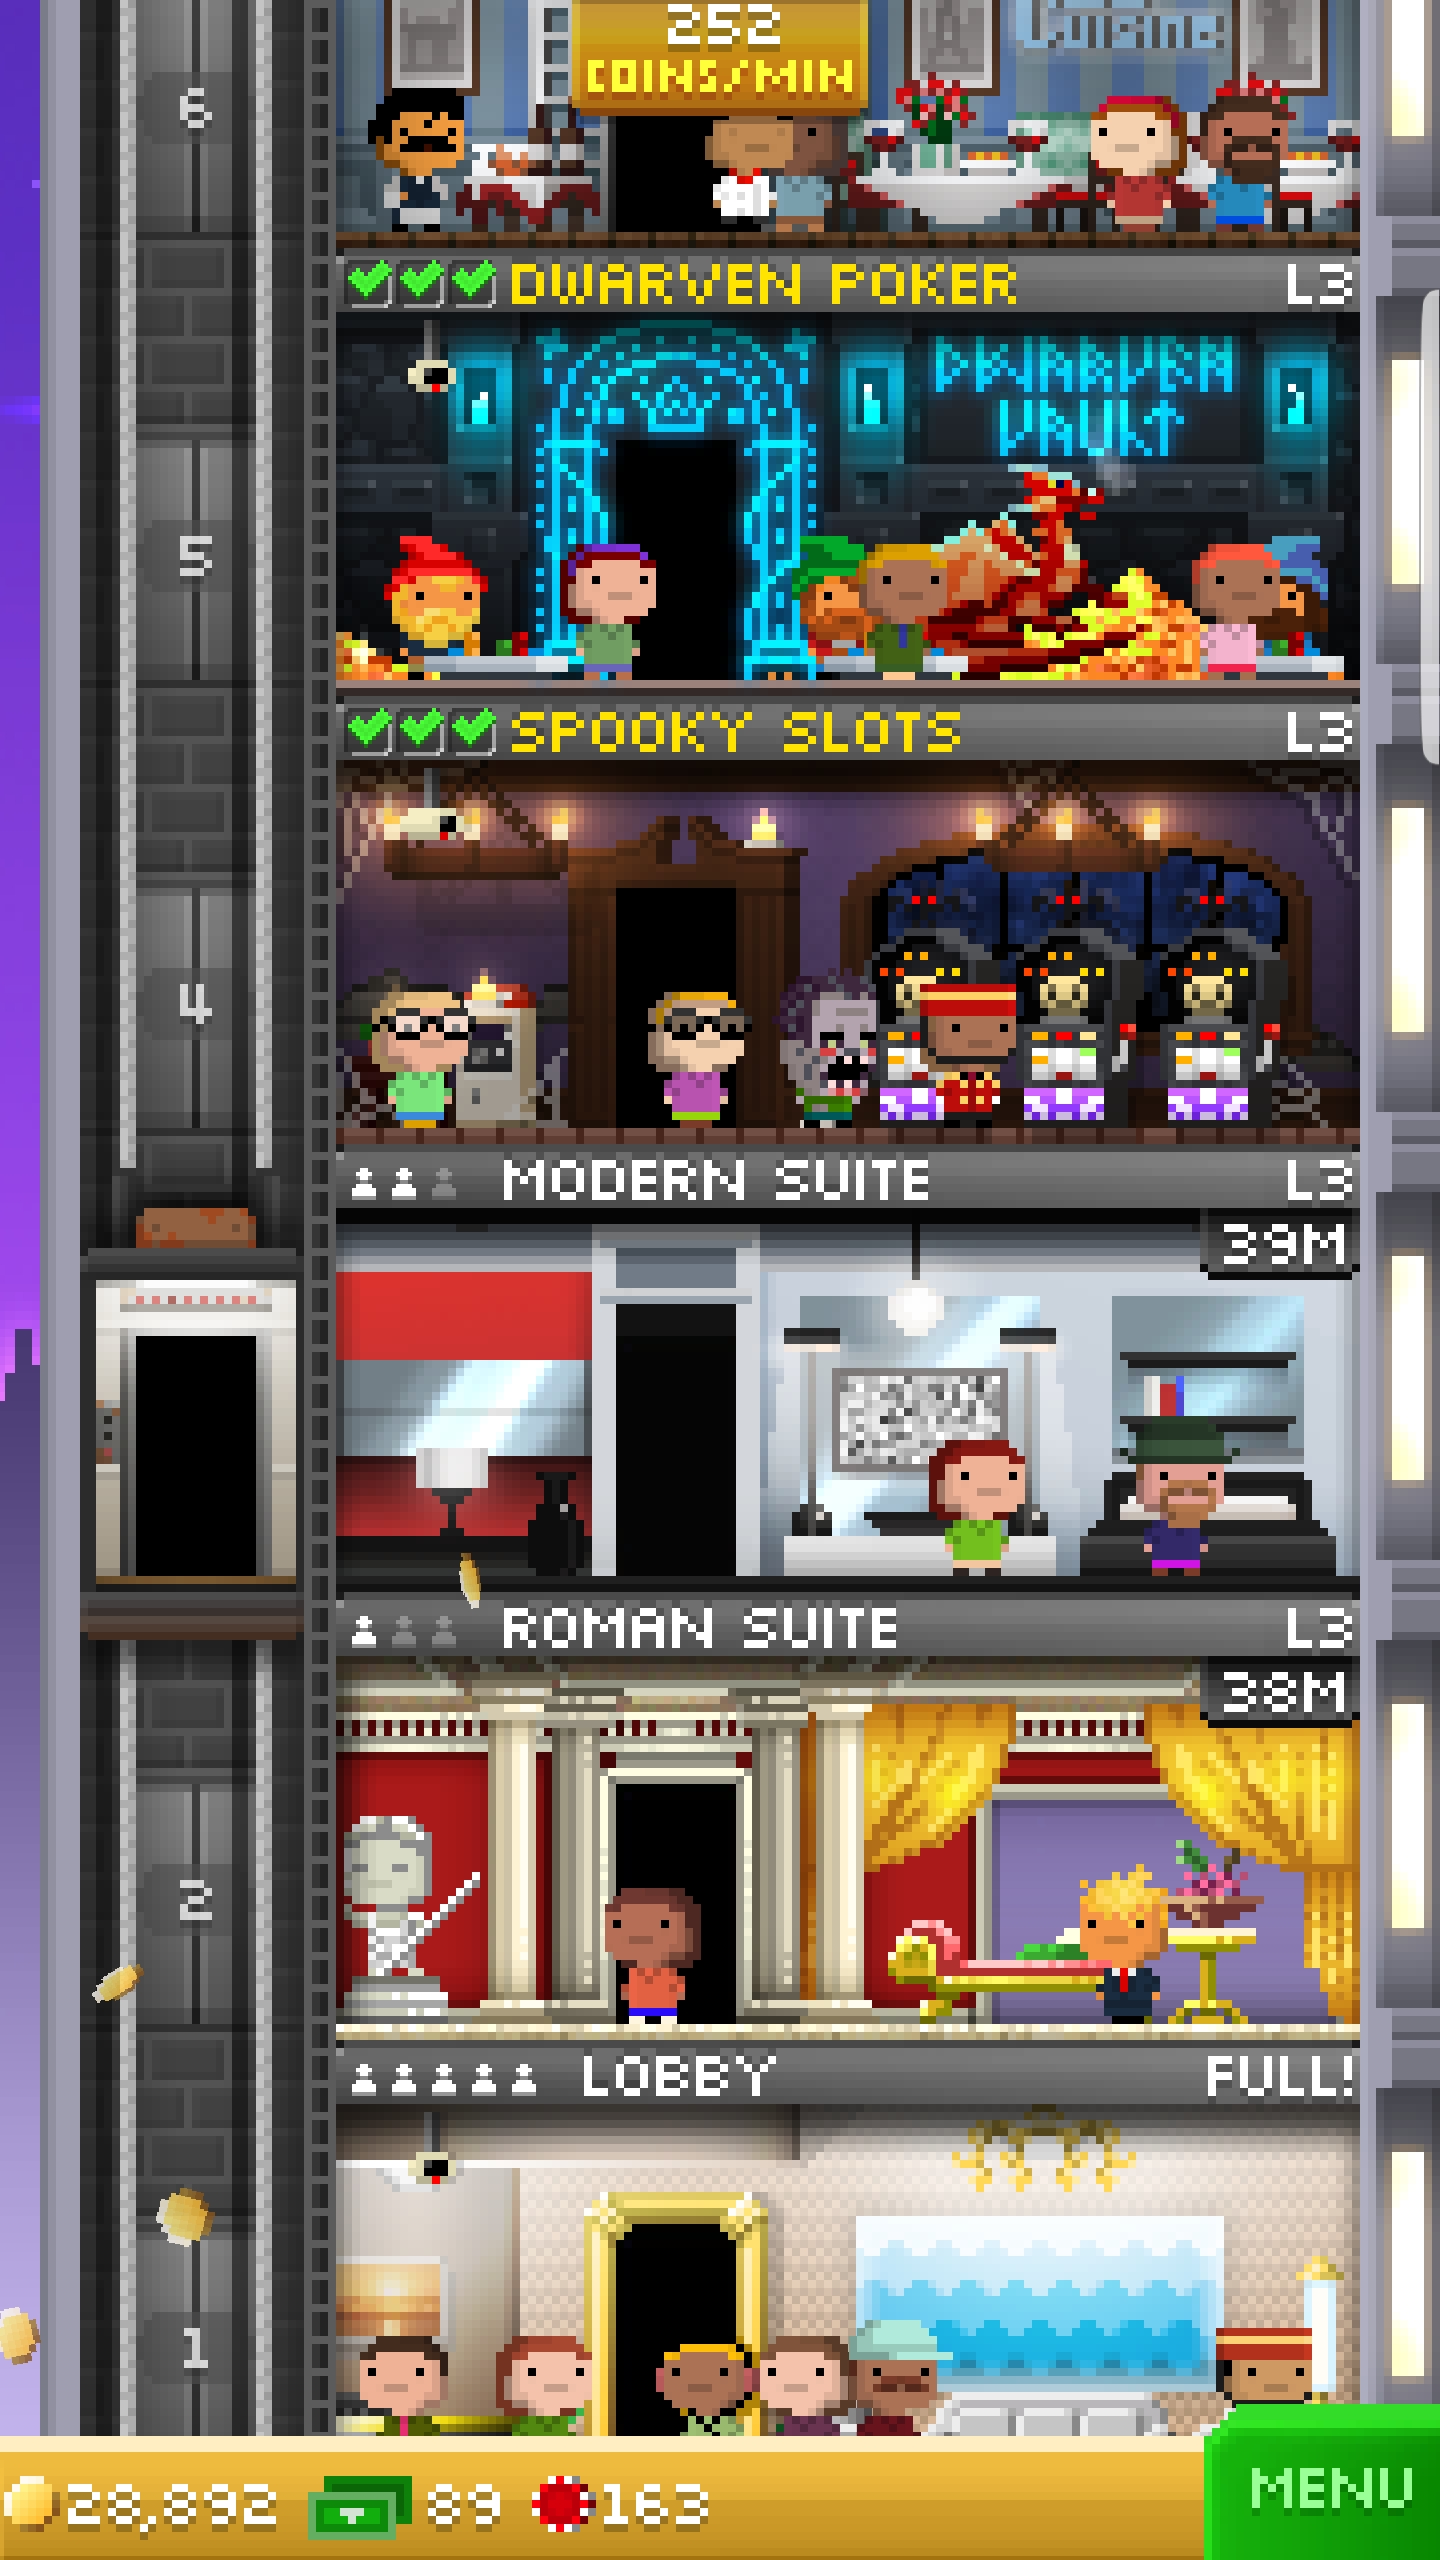 252
COINS/MIN
Cuisine
6
DWARVEN POKER L3
DWARVEN
VAULT
5
SPOOKY SLOTS L3
4
MODERN SUITE L3
39M
ROMAN SUITE L3
38M
2
LOBBY FULL!
1
28,892 89 163
MENU